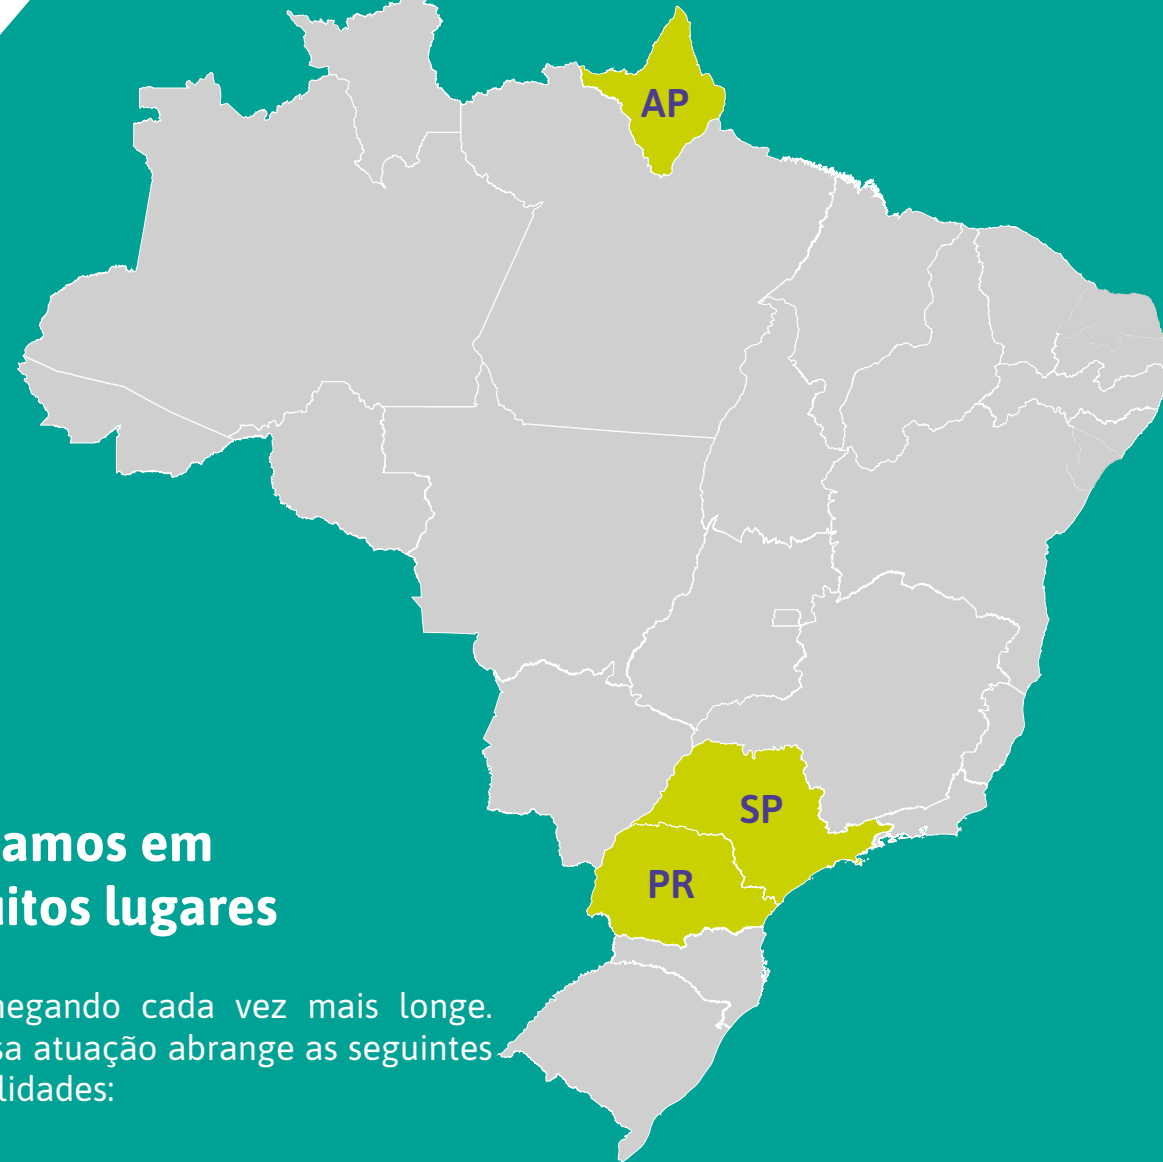 AP
SP
PR
amos em
itos lugares
egando cada vez mais longe.
sa atuação abrange as seguintes
lidades: